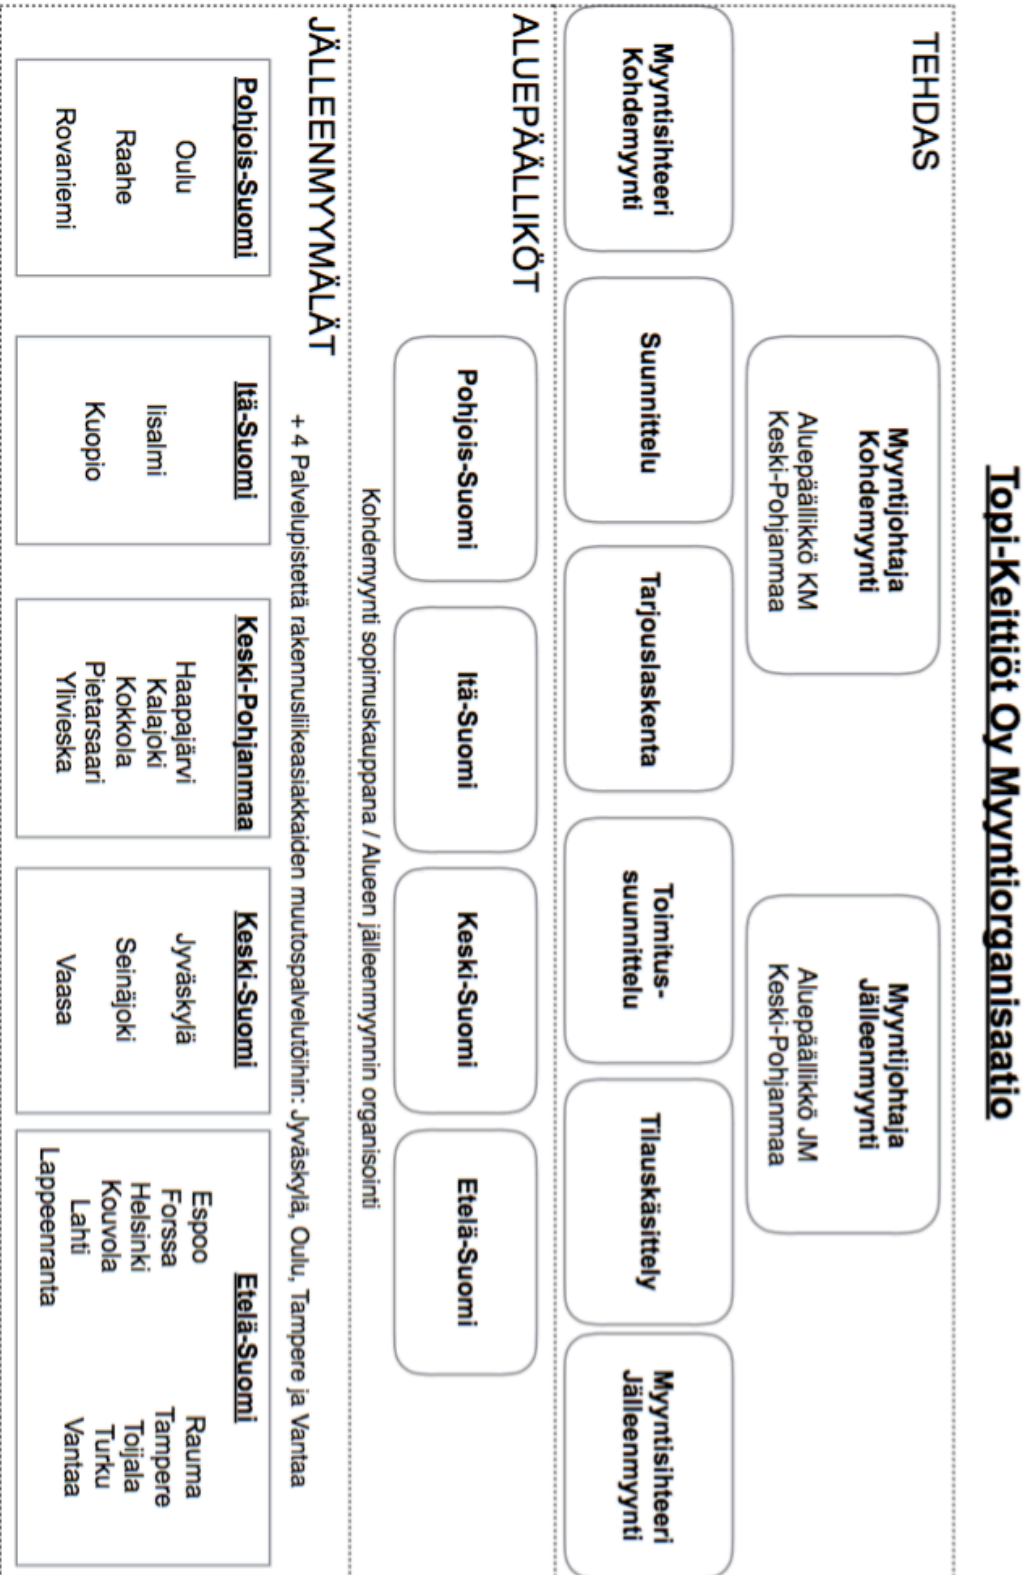 Topi-Keittiöt Oy Myyntiorganisaatio
TEHDAS
Myyntijohtaja
Kohdemyynti
Aluepäällikkö KM
Keski-Pohjanmaa
Myyntijohtaja
Jälleenmyynti
Aluepäällikkö JM
Keski-Pohjanmaa
Myyntisihteeri
Kohdemyynti
Suunnittelu
Tarjouslaskenta
Toimitus-
suunnittelu
Tilauskäsittely
Myyntisihteeri
Jälleenmyynti
ALUEPÄÄLLIKÖT
Pohjois-Suomi
Itä-Suomi
Keski-Suomi
Etelä-Suomi
Kohdemyynti sopimuskauppana / Alueen jälleenmyynnin organisointi
JÄLLEENMYYMÄLÄT
+ 4 Palvelupistettä rakennusliikeasiakkaiden muutospalvelutöihin: Jyväskylä, Oulu, Tampere ja Vantaa
Pohjois-Suomi
Oulu
Raahe
Rovaniemi
Itä-Suomi
Iisalmi
Kuopio
Keski-Pohjanmaa
Haapajärvi
Kalajoki
Kokkola
Pietarsaari
Ylivieska
Keski-Suomi
Jyväskylä
Seinäjoki
Vaasa
Etelä-Suomi
Espoo
Forssa
Helsinki
Kouvola
Lahti
Lappeenranta
Rauma
Tampere
Toijala
Turku
Vantaa